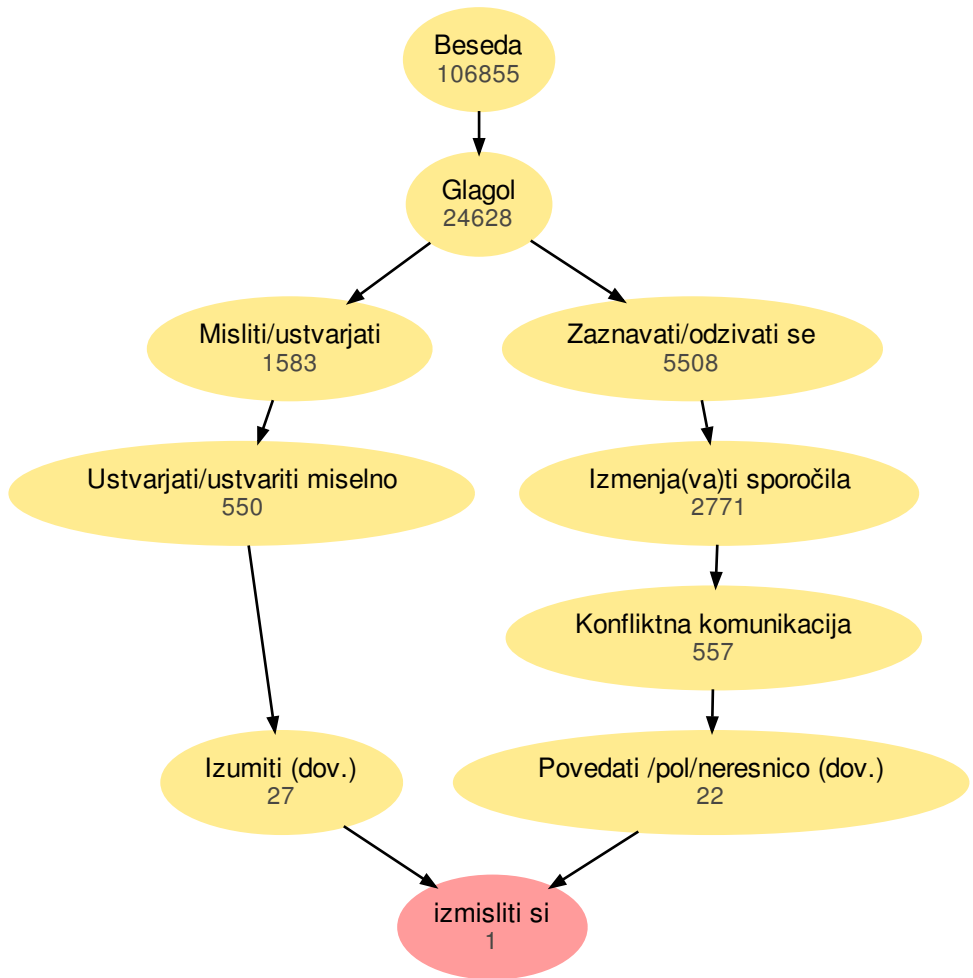 Beseda
106855
Glagol
24628
Misliti/ustvarjati
1583
Zaznavati/odzivati se
5508
Ustvarjati/ustvariti miselno
550
Izmenja(va)ti sporočila
2771
Konfliktna komunikacija
557
Izumiti (dov.)
27
Povedati /pol/neresnico (dov.)
22
izmisliti si
1